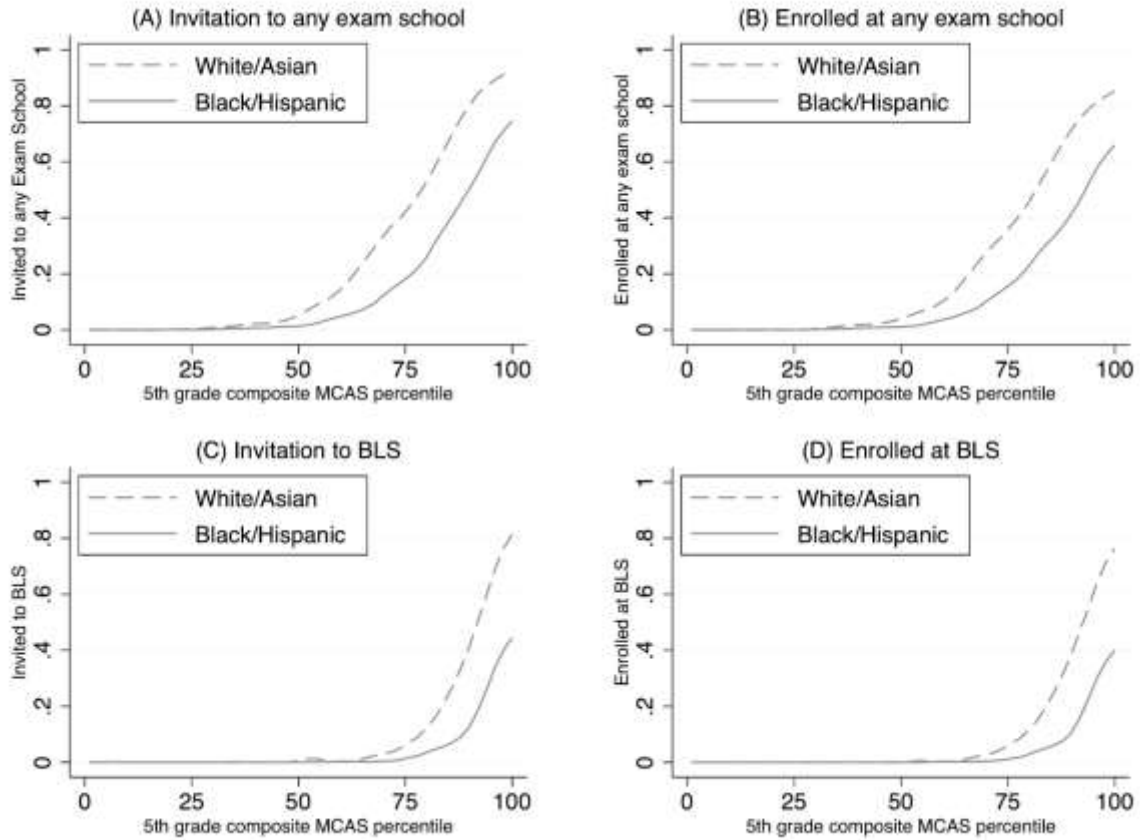 (A) Invitation to any exam school
White/Asian
Black/Hispanic
Invited to any Exam School
0
.2
.4
.6
.8
1
0
25
50
75
100
5th grade composite MCAS percentile
(B) Enrolled at any exam school
White/Asian
Black/Hispanic
Enrolled at any exam school
0
.2
.4
.6
.8
1
0
25
50
75
100
5th grade composite MCAS percentile
(C) Invitation to BLS
White/Asian
Black/Hispanic
Invited to BLS
0
.2
.4
.6
.8
1
0
25
50
75
100
5th grade composite MCAS percentile
(D) Enrolled at BLS
White/Asian
Black/Hispanic
Enrolled at BLS
0
.2
.4
.6
.8
1
0
25
50
75
100
5th grade composite MCAS percentile